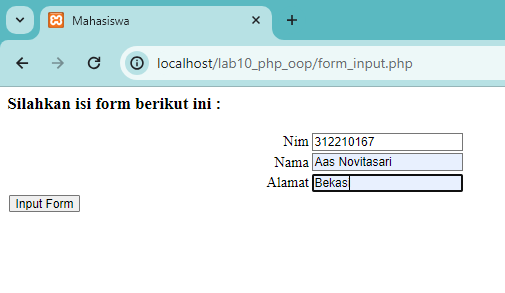 Mahasiswa
localhost/lab10_php_oop/form_input.php
Silahkan isi form berikut ini :
Nim 312210167
Nama Aas Novitasari
Alamat Bekas
Input Form